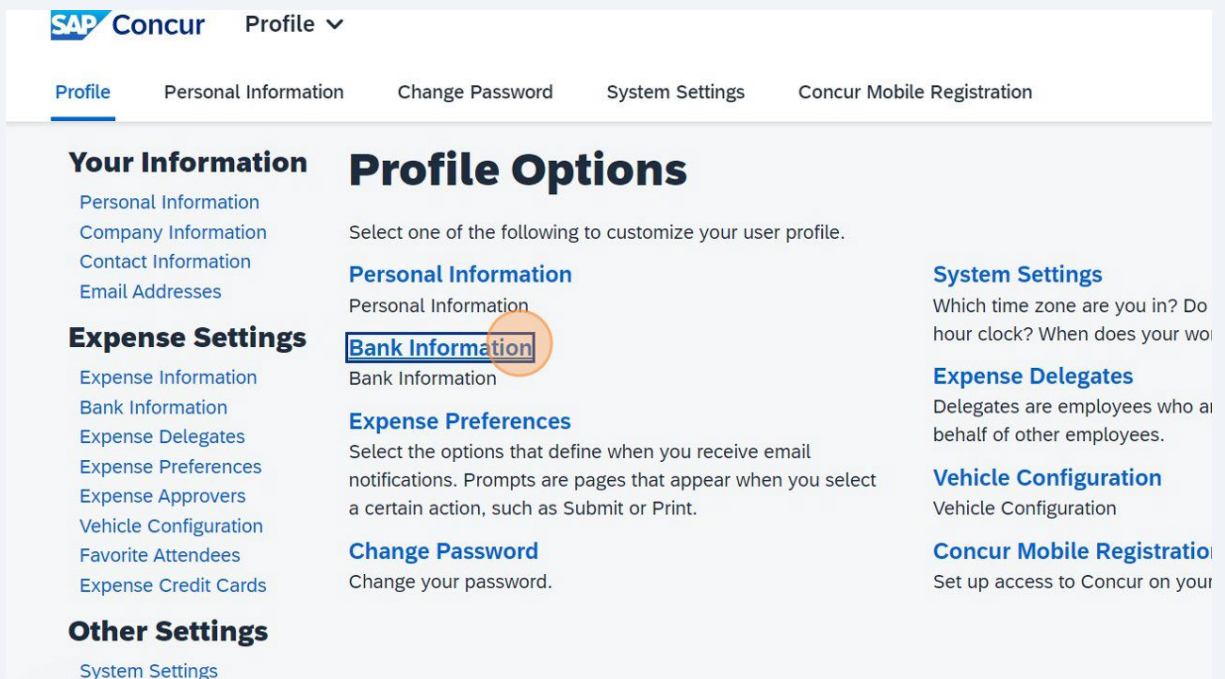 SAP Concur Profile
Profile Personal Information Change Password System Settings Concur Mobile Registration
Your Information
Personal Information
Company Information
Contact Information
Email Addresses
Expense Settings
Expense Information
Bank Information
Expense Delegates
Expense Preferences
Expense Approvers
Vehicle Configuration
Favorite Attendees
Expense Credit Cards
Other Settings
System Settings
Profile Options
Select one of the following to customize your user profile.
Personal Information
Personal Information
Bank Information
Bank Information
Expense Preferences
Select the options that define when you receive email
notifications. Prompts are pages that appear when you select
a certain action, such as Submit or Print.
Change Password
Change your password.
System Settings
Which time zone are you in? Do
hour clock? When does your
Expense Delegates
Delegates are employees who
behalf of other employees.
Vehicle Configuration
Vehicle Configuration
Concur Mobile
Set up access to Concur on